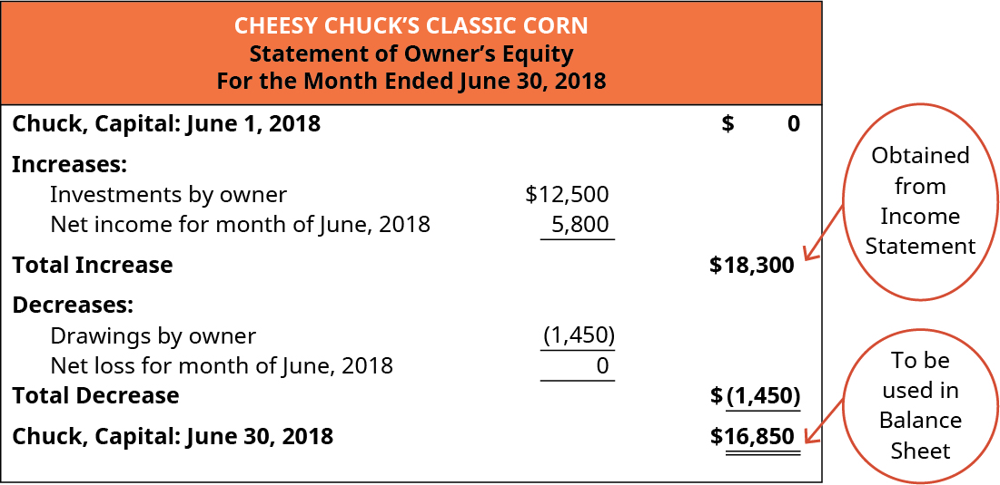 CHEESY CHUCK’S CLASSIC CORN
Statement of Owner’s Equity
For the Month Ended June 30, 2018
Chuck, Capital: June 1, 2018 $ 0
Increases:
Investments by owner $12,500
Net income for month of June, 2018 5,800
Total Increase $18,300
Decreases:
Drawings by owner (1,450)
Net loss for month of June, 2018 0
Total Decrease $(1,450)
Chuck, Capital: June 30, 2018 $16,850
Obtained
from
Income
Statement
To be
used in
Balance
Sheet